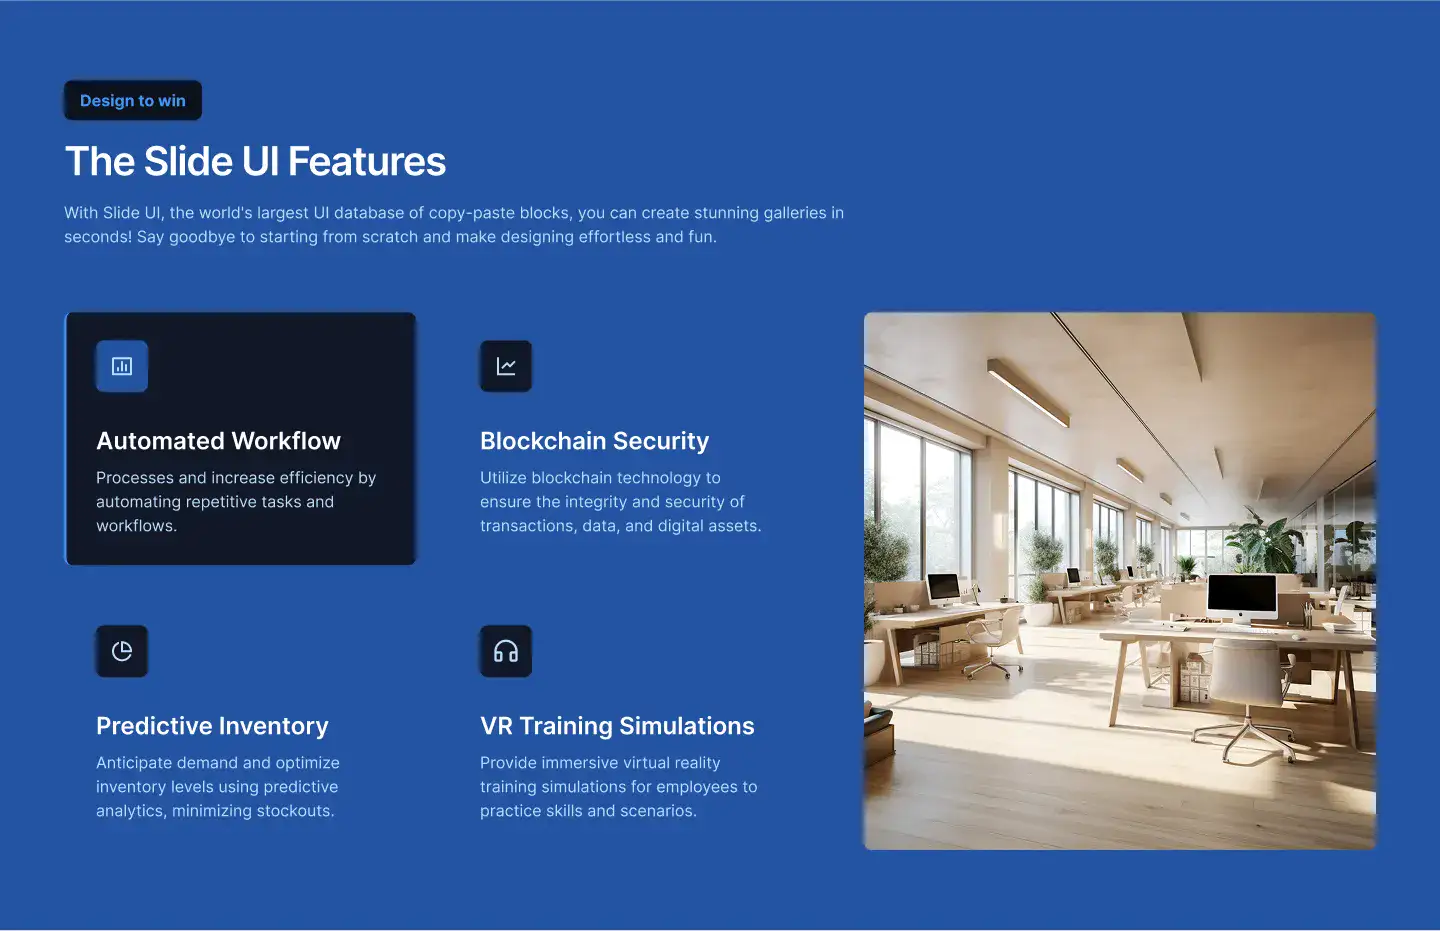 Design to win
The Slide UI Features
With Slide UI, the world's largest UI database of copy-paste blocks, you can create stunning galleries in
seconds! Say goodbye to starting from scratch and make designing effortless and fun.
Automated Workflow
Processes and increase efficiency by
automating repetitive tasks and
workflows.
Blockchain Security
Utilize blockchain technology to
ensure the integrity and security of
transactions, data, and digital assets.
Predictive Inventory
Anticipate demand and optimize
inventory levels using predictive
analytics, minimizing stockouts.
VR Training Simulations
Provide immersive virtual reality
training simulations for employees to
practice skills and scenarios.